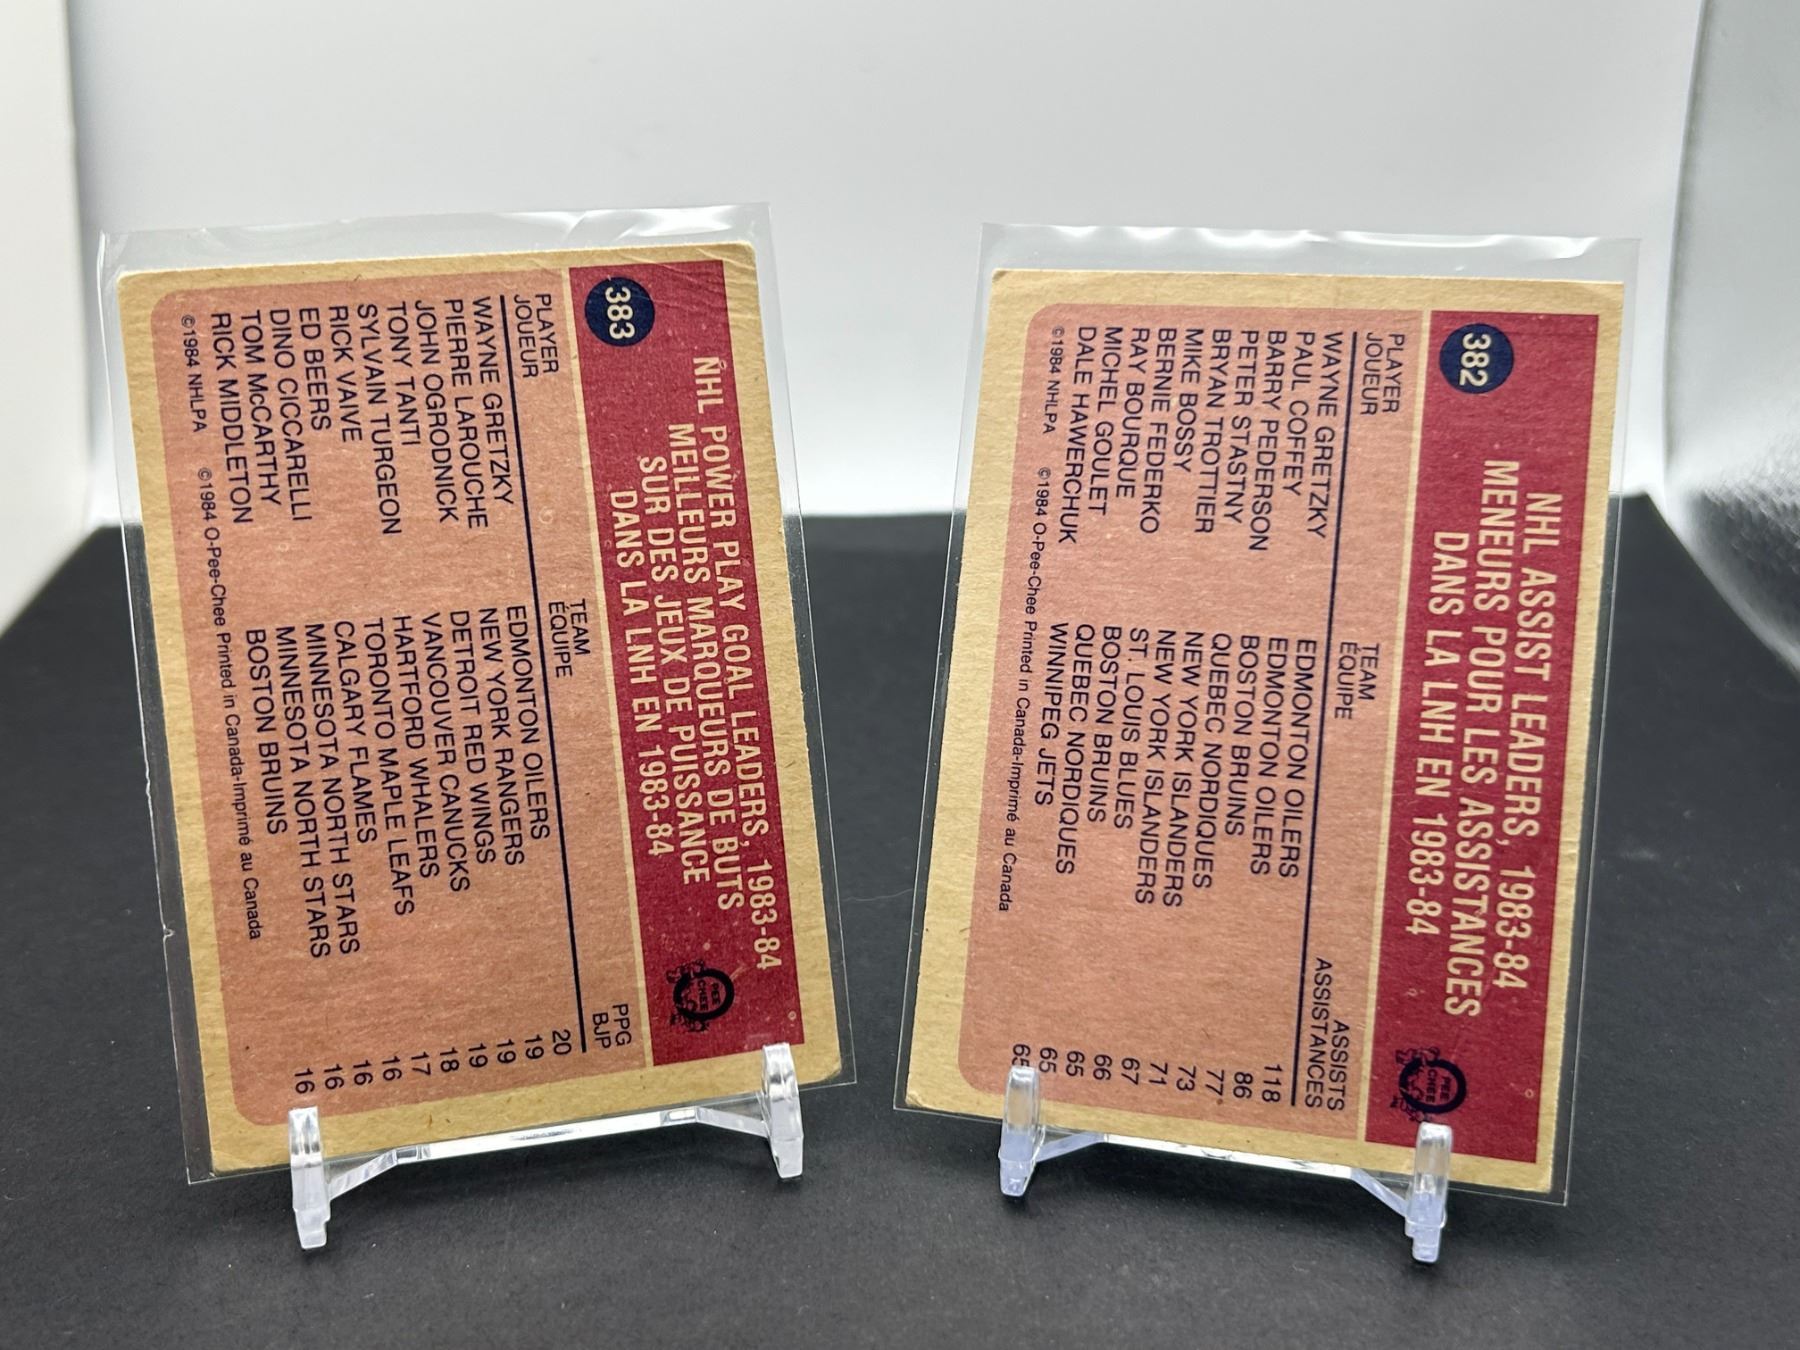 383
NHL POWER PLAY GOAL LEADERS, 1983-84
MEILLEURS MARQUEURS DE BUTS
SUR DES JEUX DE PUISSANCE
DANS LA LNH EN 1983-84
O PEE CHEE
PLAYER TEAM PPG
JOUEUR ÉQUIPE BJP
WAYNE GRETZKY EDMONTON OILERS 20
PIERRE LAROUCHE NEW YORK RANGERS 19
JOHN OGRODNICK DETROIT RED WINGS 19
TONY TANTI VANCOUVER CANUCKS 19
SYLVAIN TURGEON HARTFORD WHALERS 18
RICK VAIVE TORONTO MAPLE LEAFS 17
ED BEERS CALGARY FLAMES 16
DINO CICCARELLI MINNESOTA NORTH STARS 16
TOM McCARTHY MINNESOTA NORTH STARS 16
RICK MIDDLETON BOSTON BRUINS 16
©1984 NHLPA ©1984 O-Pee-Chee Printed in Canada-Imprimé au Canada
382
NHL ASSIST LEADERS, 1983-84
MENEURS POUR LES ASSISTANCES
DANS LA LNH EN 1983-84
O PEE CHEE
PLAYER TEAM ASSISTS
JOUEUR ÉQUIPE ASSISTANCES
WAYNE GRETZKY EDMONTON OILERS 118
PAUL COFFEY EDMONTON OILERS 86
BARRY PEDERSON BOSTON BRUINS 77
PETER STASTNY QUEBEC NORDIQUES 73
BRYAN TROTTIER NEW YORK ISLANDERS 71
MIKE BOSSY NEW YORK ISLANDERS 67
BERNIE FEDERKO ST. LOUIS BLUES 66
RAY BOURQUE BOSTON BRUINS 65
MICHEL GOULET QUEBEC NORDIQUES 65
DALE HAWERCHUK WINNIPEG JETS 65
©1984 NHLPA ©1984 O-Pee-Chee Printed in Canada-Imprimé au Canada